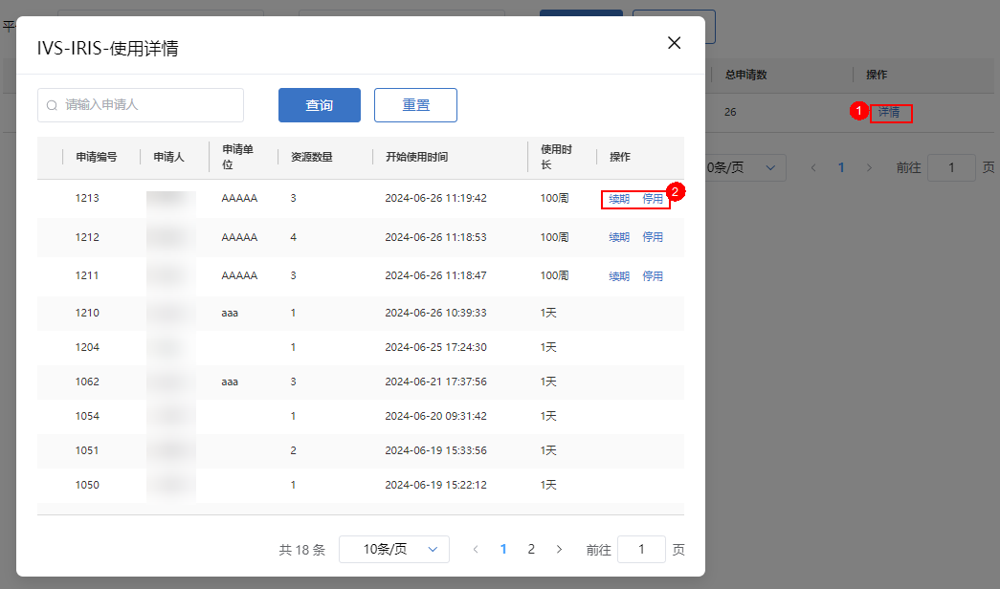 平
IVS-IRIS-使用详情
请输入申请人
查询
重置
总申请数
操作
26
1
详情
0条/页
1
前往
1
页
申请编号
申请人
申请单位
资源数量
开始使用时间
使用时长
操作
1213
AAAAA
3
2024-06-26 11:19:42
100周
续期
停用
2
1212
AAAAA
4
2024-06-26 11:18:53
100周
续期
停用
1211
AAAAA
3
2024-06-26 11:18:47
100周
续期
停用
1210
aaa
1
2024-06-26 10:39:33
1天
1204
1
2024-06-25 17:24:30
1天
1062
aaa
3
2024-06-21 17:37:56
1天
1054
1
2024-06-20 09:31:42
1天
1051
2
2024-06-19 15:33:56
1天
1050
1
2024-06-19 15:22:12
1天
共 18 条
10条/页
1
2
前往
1
页